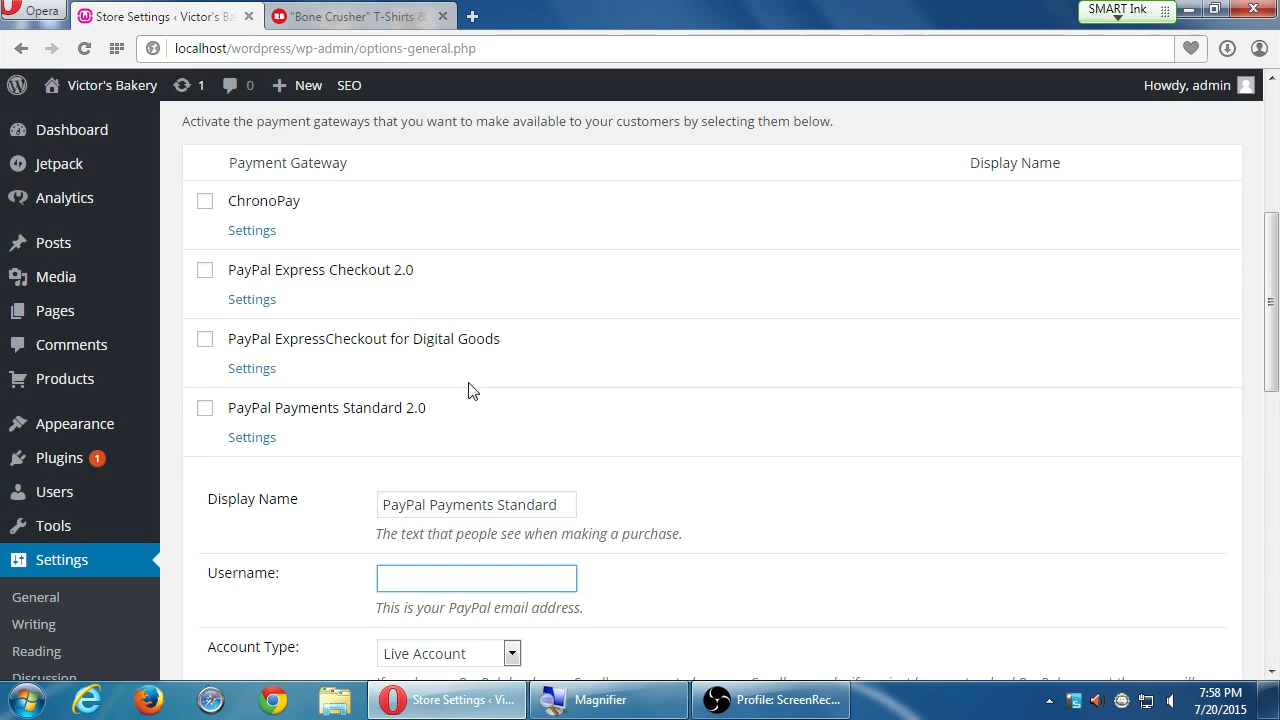 Opera
Store Settings ‹ Victor's Ba
"Bone Crusher" T-Shirts &
SMART Ink
localhost/wordpress/wp-admin/options-general.php
Victor's Bakery
1
0
New
SEO
Howdy, admin
Dashboard
Jetpack
Analytics
Posts
Media
Pages
Comments
Products
Appearance
Plugins 1
Users
Tools
Settings
General
Writing
Reading
Discussion
Activate the payment gateways that you want to make available to your customers by selecting them below.
Payment Gateway
Display Name
ChronoPay
Settings
PayPal Express Checkout 2.0
Settings
PayPal ExpressCheckout for Digital Goods
Settings
PayPal Payments Standard 2.0
Settings
Display Name
PayPal Payments Standard
The text that people see when making a purchase.
Username:
This is your PayPal email address.
Account Type:
Live Account
Store Settings ‹ Vi...
Magnifier
Profile: ScreenRec...
7:58 PM
7/20/2015